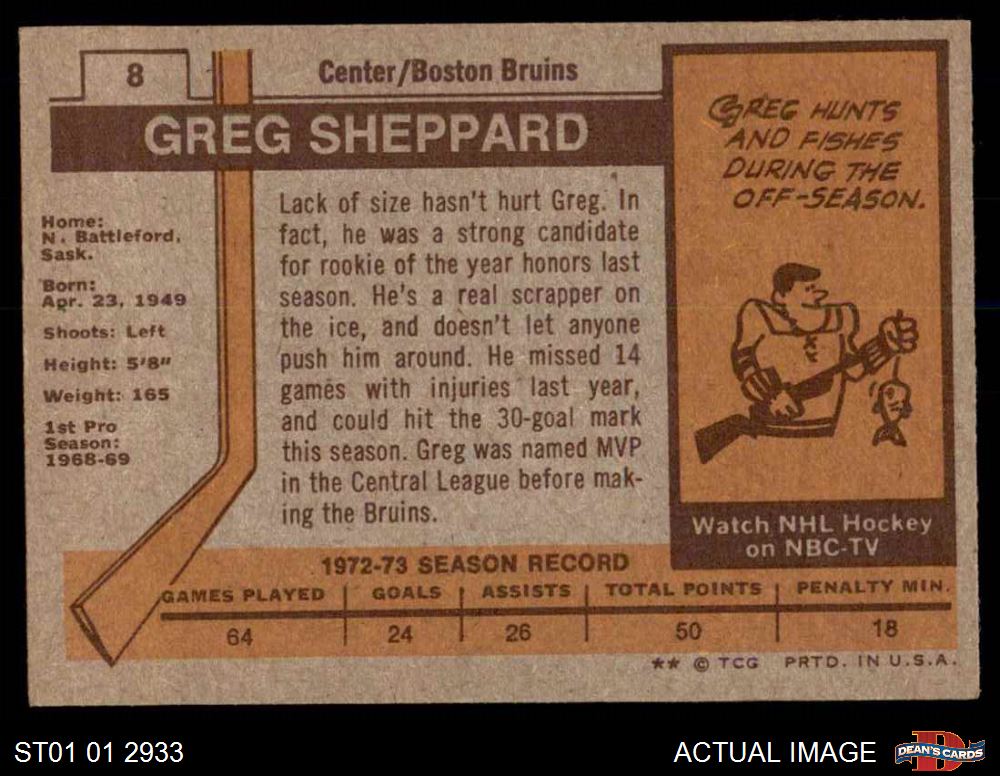 8
Center/Boston Bruins
GREG SHEPPARD
Home:
N. Battleford,
Sask.
Born:
Apr. 23, 1949
Shoots: Left
Height: 5'8"
Weight: 165
1st Pro
Season:
1968-69
Lack of size hasn't hurt Greg. In
fact, he was a strong candidate
for rookie of the year honors last
season. He's a real scrapper on
the ice, and doesn't let anyone
push him around. He missed 14
games with injuries last year,
and could hit the 30-goal mark
this season. Greg was named MVP
in the Central League before mak-
ing the Bruins.
GREG HUNTS
AND FISHES
DURING THE
OFF-SEASON.
Watch NHL Hockey
on NBC-TV
1972-73 SEASON RECORD
GAMES PLAYED GOALS ASSISTS TOTAL POINTS PENALTY MIN.
64 24 26 50 18
** © TCG PRTD. IN U.S.A.
ST01 01 2933
ACTUAL IMAGE
D
DEAN'S CARDS